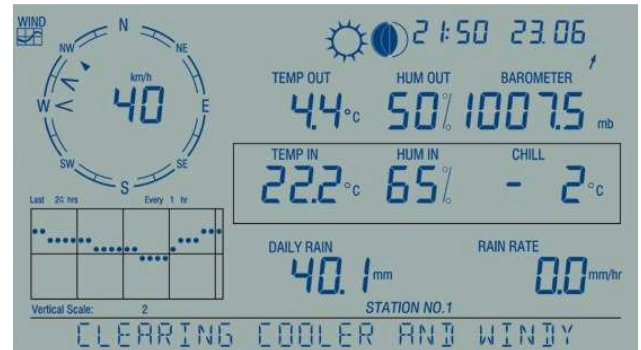 WIND
N
NW NE
W E
SW SE
S
km/h
40
21:50 23.06
TEMP OUT HUM OUT BAROMETER
4.4°C 50% 1007.5 mb
TEMP IN HUM IN CHILL
22.2°C 65% - 2°C
Last 24 hrs Every 1 hr
DAILY RAIN RAIN RATE
40.1 mm 0.0 mm/hr
Vertical Scale: 2 STATION NO.1
CLEARING COOLER AND WINDY